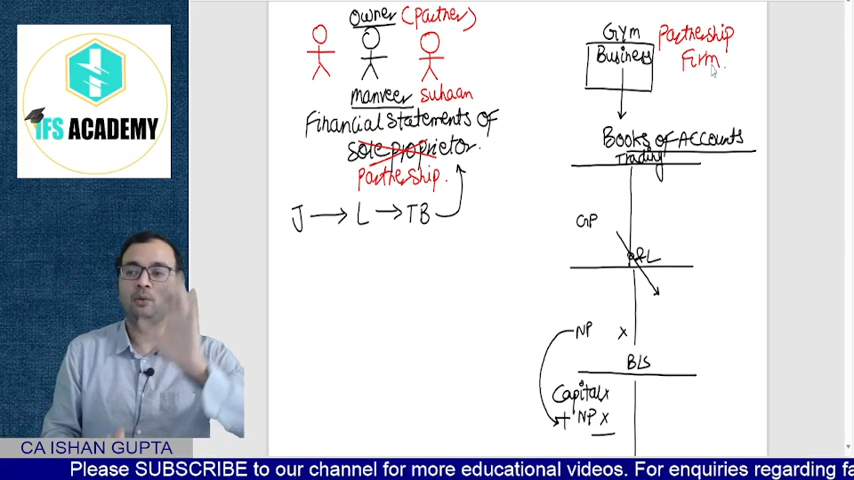 IFS ACADEMY
owner (partner)
manveer suhaan
Financial Statements of
sole proprietor.
partnership.
J → L → TB
Gym
Business
Partnership
Firm.
Books of Accounts
Trading
GP
P&L
NP x
B/S
Capital x
+ NP x
CA ISHAN GUPTA
Please SUBSCRIBE to our channel for more educational videos. For enquiries regarding fa